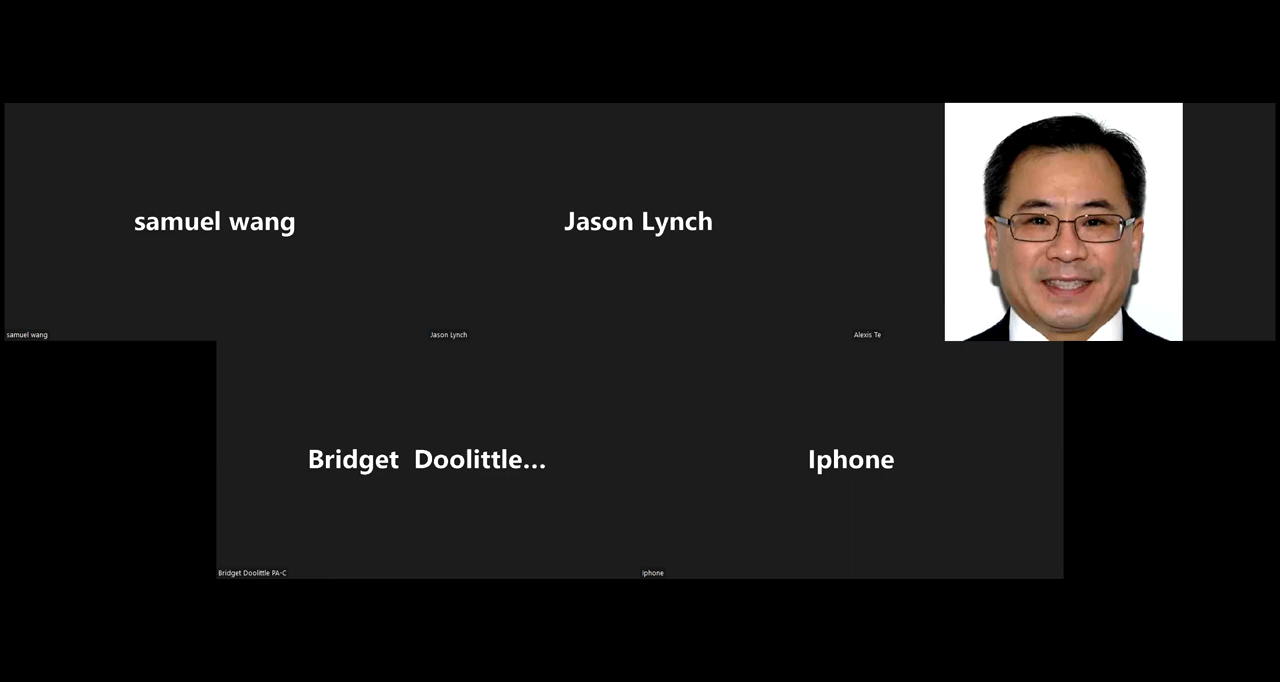 samuel wang
Jason Lynch
samuel wang
Jason Lynch
Alexis Te
Bridget  Doolittle...
Iphone
Bridget Doolittle PA-C
Iphone